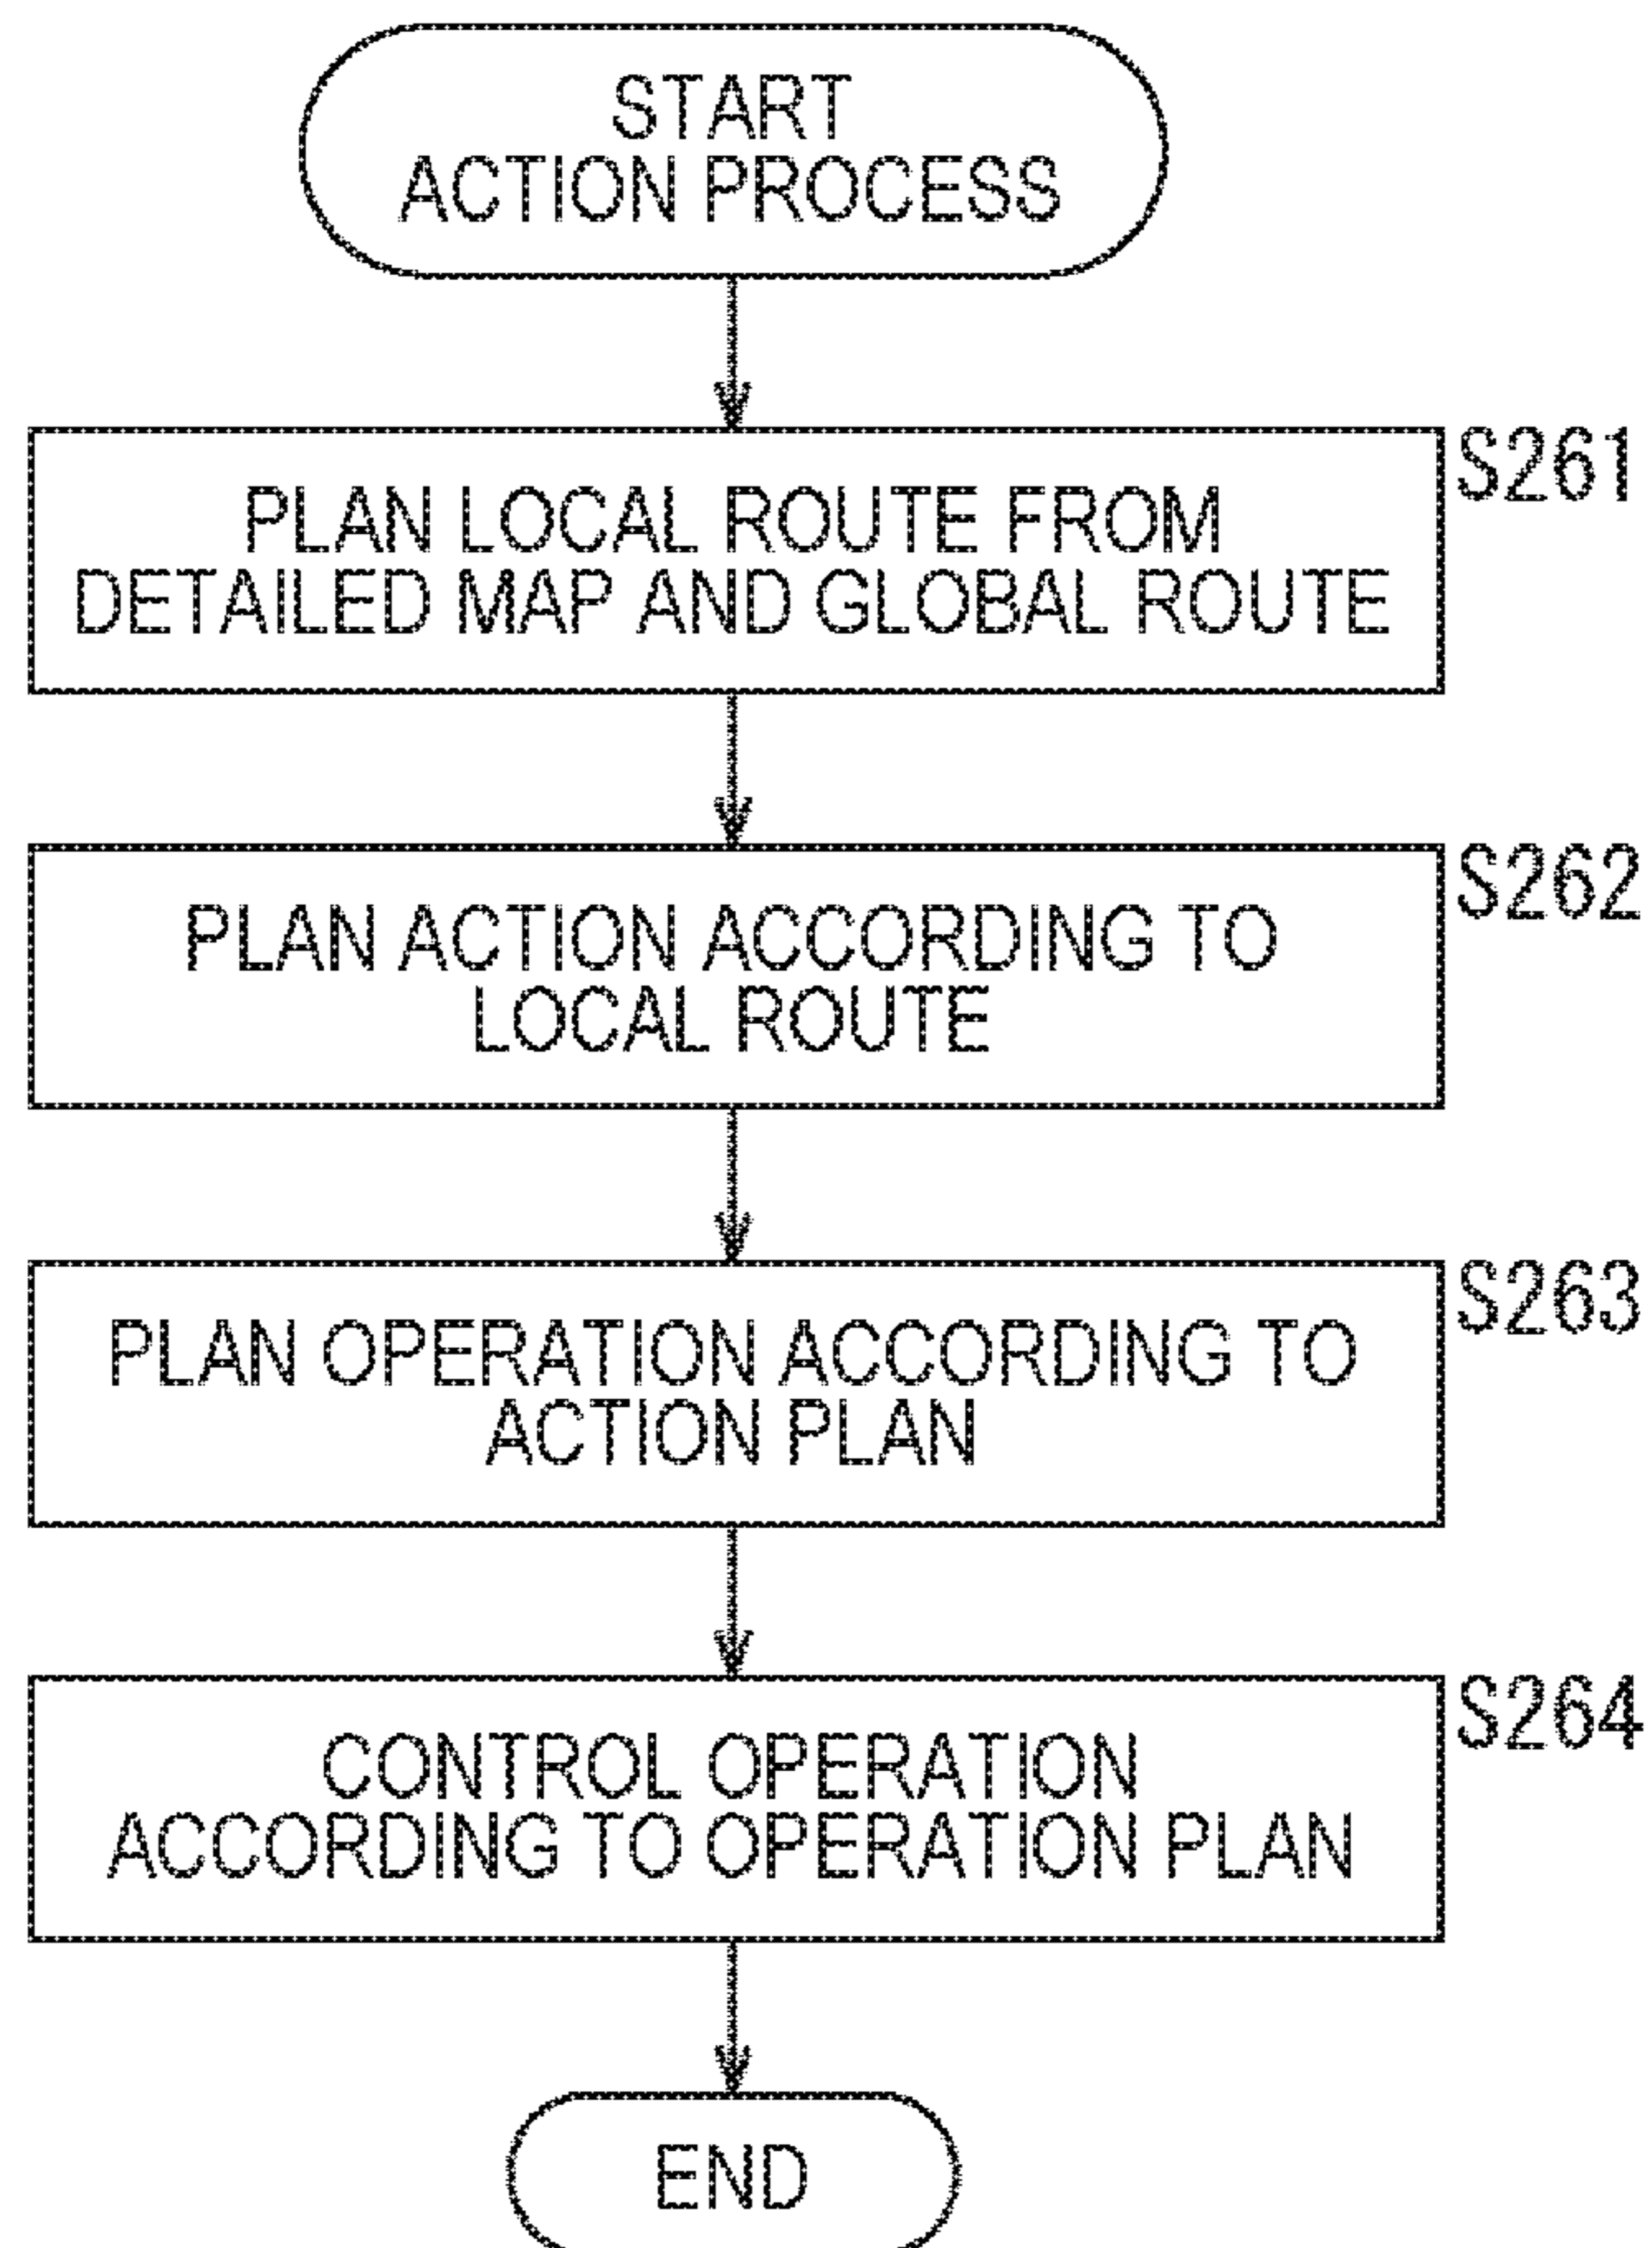 START
ACTION PROCESS
S261
PLAN LOCAL ROUTE FROM
DETAILED MAP AND GLOBAL ROUTE
S262
PLAN ACTION ACCORDING TO
LOCAL ROUTE
S263
PLAN OPERATION ACCORDING TO
ACTION PLAN
S264
CONTROL OPERATION
ACCORDING TO OPERATION PLAN
END